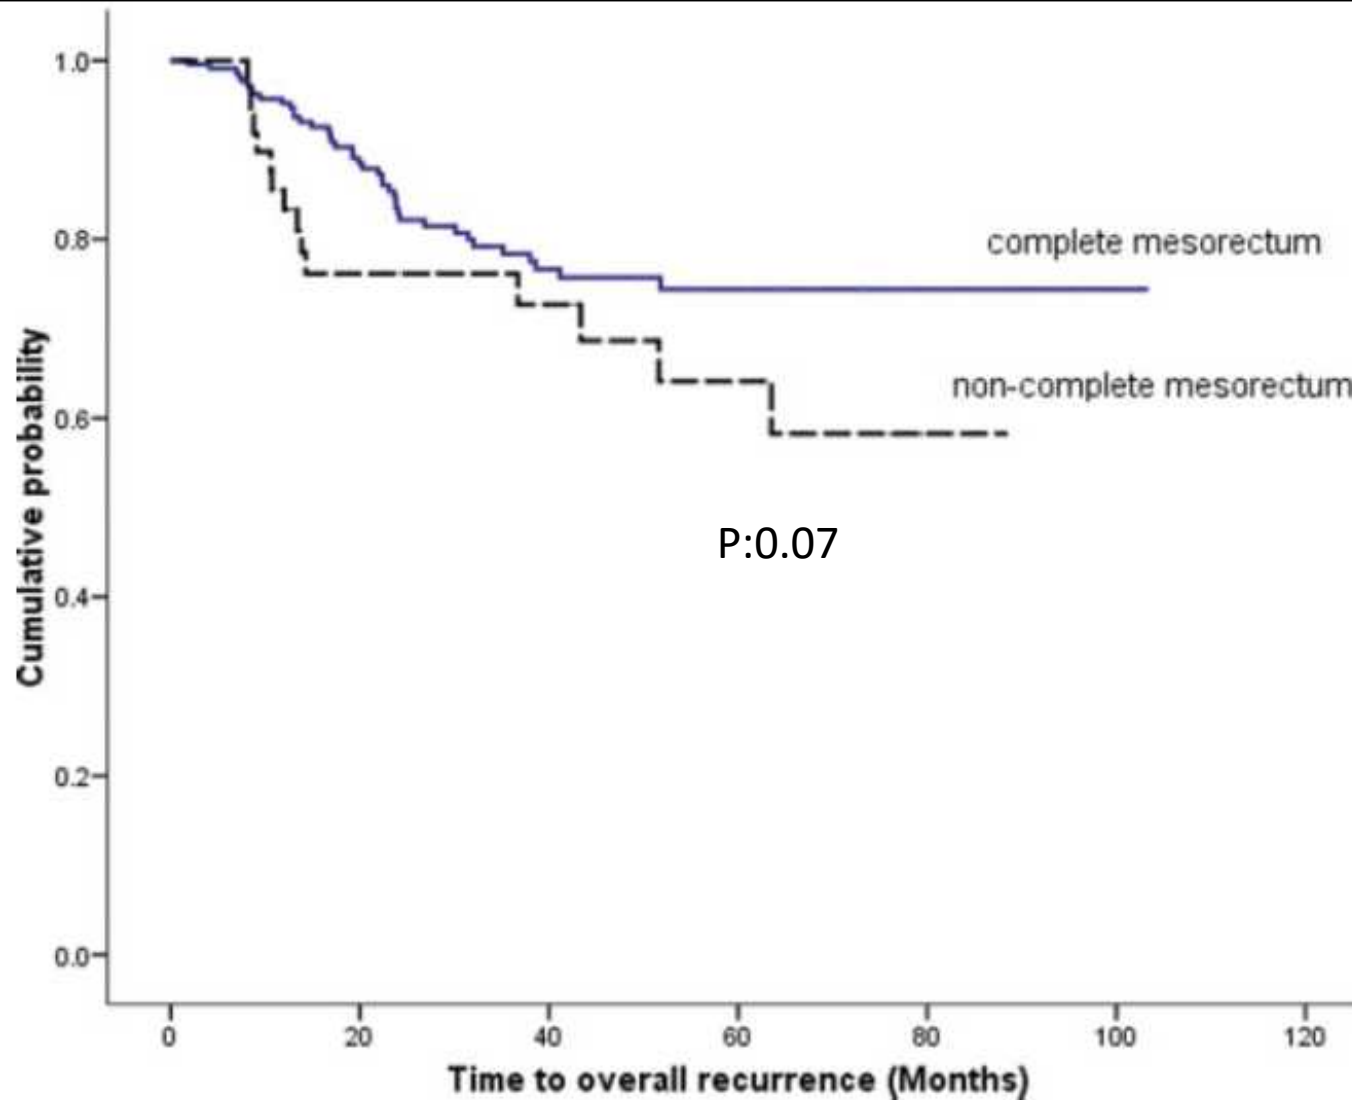 1.0
0.8
0.6
0.4
0.2
0.0
Cumulative probability
complete mesorectum
non-complete mesorectum
P:0.07
0 20 40 60 80 100 120
Time to overall recurrence (Months)